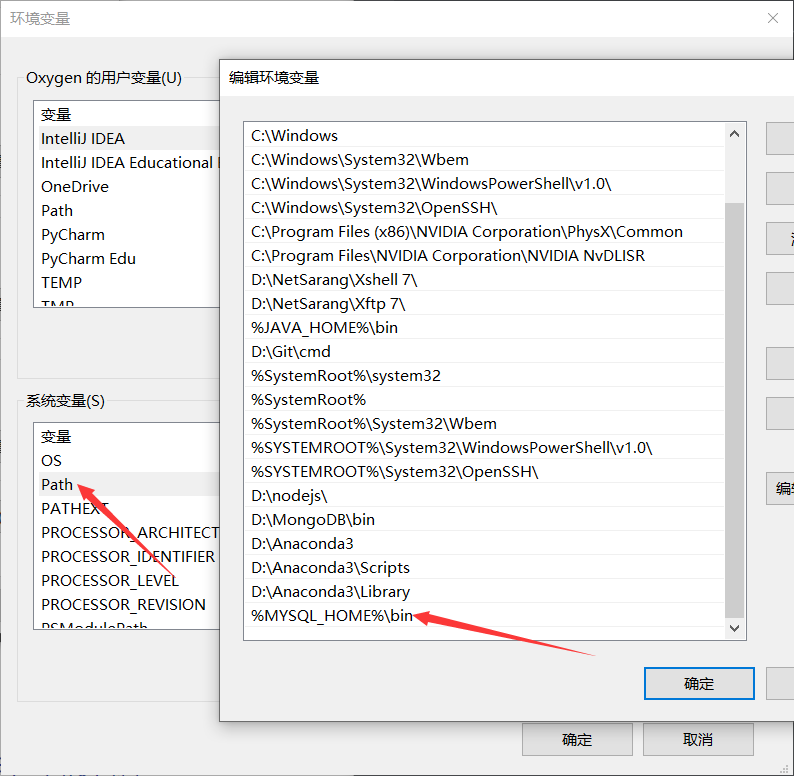 环境变量
Oxygen 的用户变量(U)
变量
IntelliJ IDEA
IntelliJ IDEA Educational
OneDrive
Path
PyCharm
PyCharm Edu
TEMP
TMP
系统变量(S)
变量
OS
Path
PATHEXT
PROCESSOR_ARCHITECT
PROCESSOR_IDENTIFIER
PROCESSOR_LEVEL
PROCESSOR_REVISION
PSModulePath
编辑环境变量
C:\Windows
C:\Windows\System32\Wbem
C:\Windows\System32\WindowsPowerShell\v1.0\
C:\Windows\System32\OpenSSH\
C:\Program Files (x86)\NVIDIA Corporation\PhysX\Common
C:\Program Files\NVIDIA Corporation\NVIDIA NvDLISR
D:\NetSarang\Xshell 7\
D:\NetSarang\Xftp 7\
%JAVA_HOME%\bin
D:\Git\cmd
%SystemRoot%\system32
%SystemRoot%
%SystemRoot%\System32\Wbem
%SYSTEMROOT%\System32\WindowsPowerShell\v1.0\
%SYSTEMROOT%\System32\OpenSSH\
D:\nodejs\
D:\MongoDB\bin
D:\Anaconda3
D:\Anaconda3\Scripts
D:\Anaconda3\Library
%MYSQL_HOME%\bin
编辑
确定
确定
取消